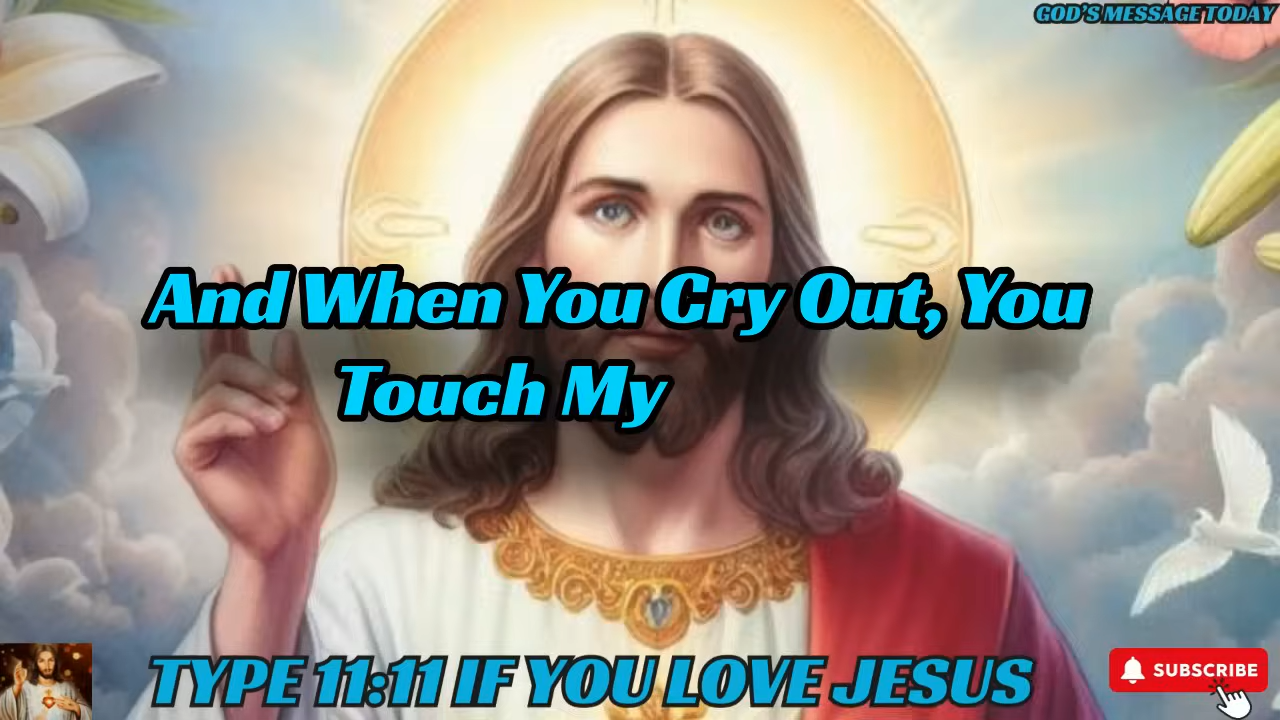 GOD'S MESSAGE TODAY
And When You Cry Out, You
Touch My
TYPE 11:11 IF YOU LOVE JESUS
SUBSCRIBE